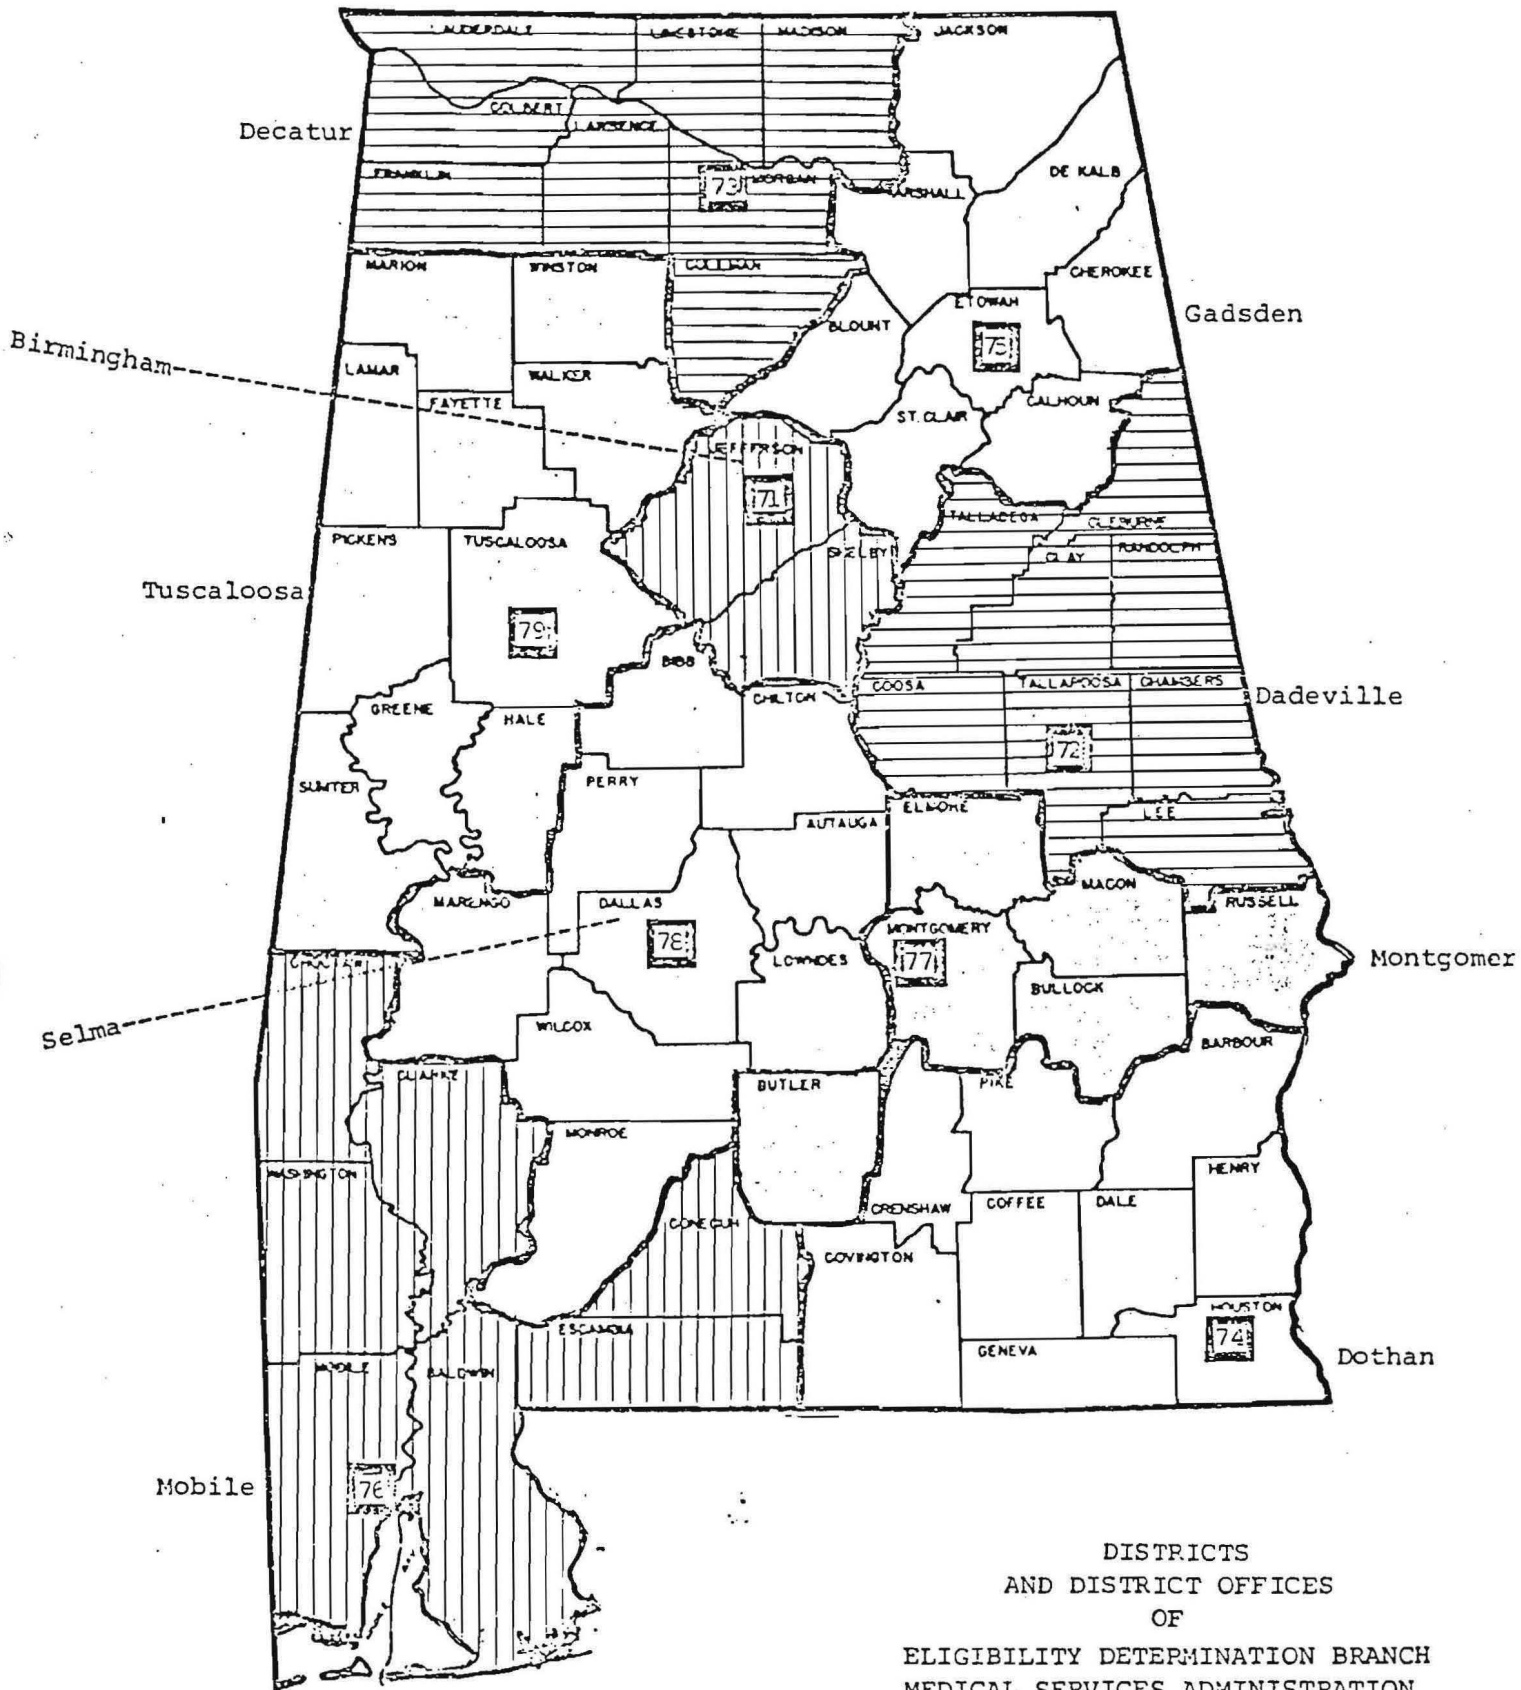 LAUDERDALE
LIMESTONE
MADISON
JACKSON
COLBERT
LAWRENCE
Decatur
FRANKLIN
73
MORGAN
MARSHALL
DE KALB
MARION
WINSTON
CULLMAN
CHEROKEE
ETOWAH
Gadsden
BLOUNT
75
Birmingham
LAMAR
WALKER
FAYETTE
CALHOUN
ST. CLAIR
JEFFERSON
71
TALLADEGA
CLEBURNE
PICKENS
TUSCALOOSA
SHELBY
CLAY
RANDOLPH
Tuscaloosa
79
BIBB
COOSA
TALLAPOOSA
CHAMBERS
CHILTON
Dadeville
GREENE
HALE
72
SUMTER
PERRY
AUTAUGA
ELMORE
LEE
MACON
MARENGO
DALLAS
RUSSELL
78
MONTGOMERY
77
LOWNDES
Montgomer
BULLOCK
Selma
WILCOX
BARBOUR
CLARKE
BUTLER
PIKE
MONROE
WASHINGTON
HENRY
CONECUH
CRENSHAW
COFFEE
DALE
COVINGTON
HOUSTON
ESCAMBIA
74
GENEVA
Dothan
MOBILE
BALDWIN
Mobile
76
DISTRICTS
AND DISTRICT OFFICES
OF
ELIGIBILITY DETERMINATION BRANCH
MEDICAL SERVICES ADMINISTRATION